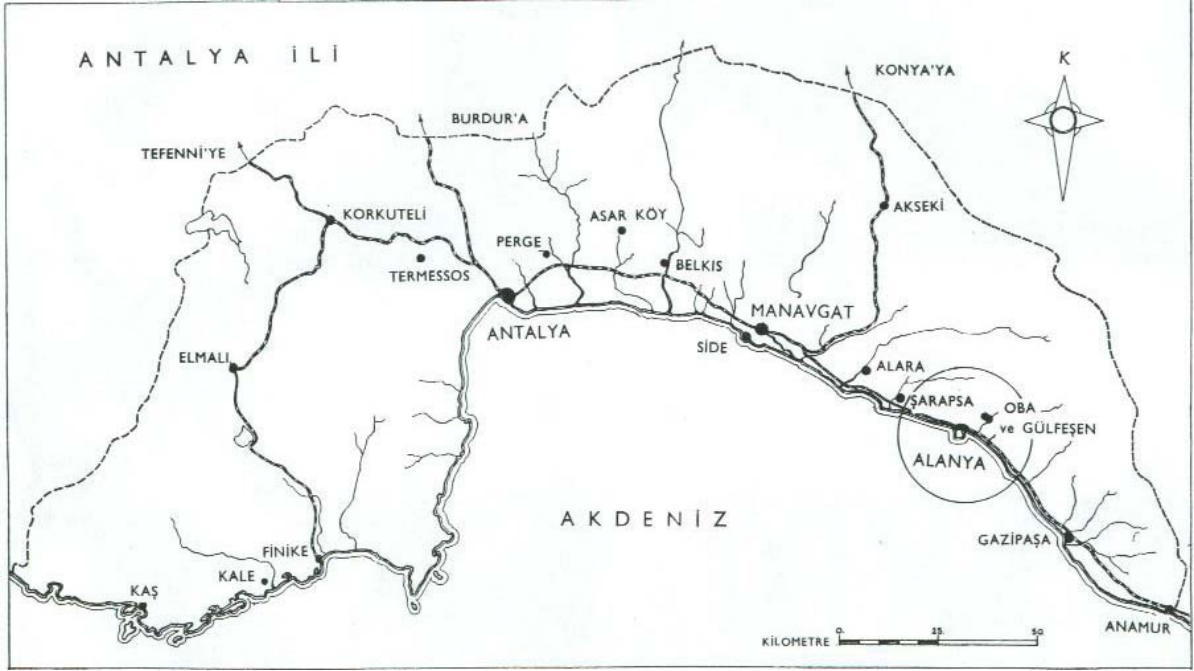 ANTALYA İLİ
K
KONYA'YA
BURDUR'A
TEFENNİ'YE
KORKUTELİ
ASAR KÖY
AKSEKİ
PERGE
BELKIS
TERMESSOS
MANAVGAT
ANTALYA
SİDE
ELMALI
ALARA
ŞARAPSA
OBA
ve GÜLFEŞEN
ALANYA
AKDENİZ
GAZİPAŞA
FİNİKE
KALE
KAŞ
ANAMUR
KİLOMETRE 0. 25. 50